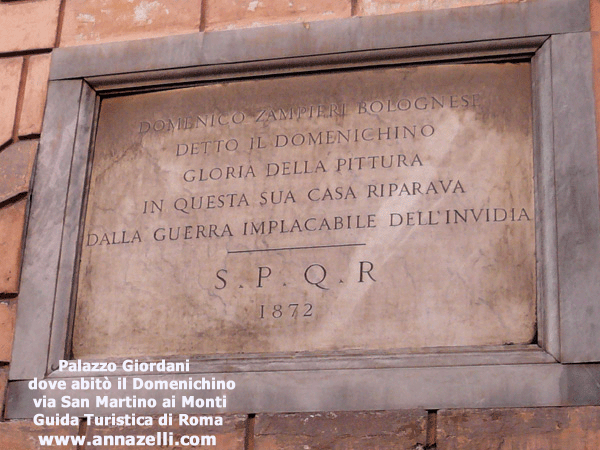 DOMENICO ZAMPIERI BOLOGNESE
DETTO IL DOMENICHINO
GLORIA DELLA PITTURA
IN QUESTA SUA CASA RIPARAVA
DALLA GUERRA IMPLACABILE DELL'INVIDIA
S.P.Q.R
1872
Palazzo Giordani
dove abitò il Domenichino
via San Martino ai Monti
Guida Turistica di Roma
www.annazelli.com